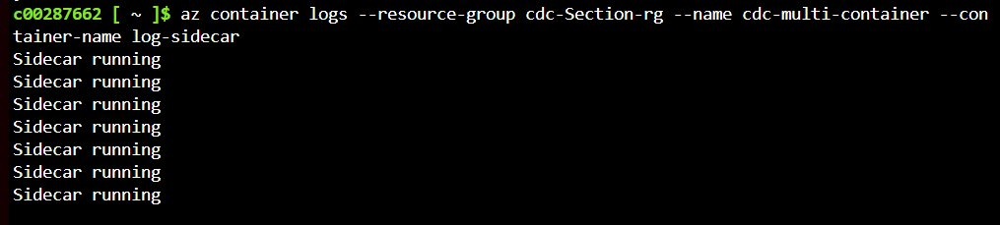 c00287662 [ ~ ]$ az container logs --resource-group cdc-Section-rg --name cdc-multi-container --con
tainer-name log-sidecar
Sidecar running
Sidecar running
Sidecar running
Sidecar running
Sidecar running
Sidecar running
Sidecar running